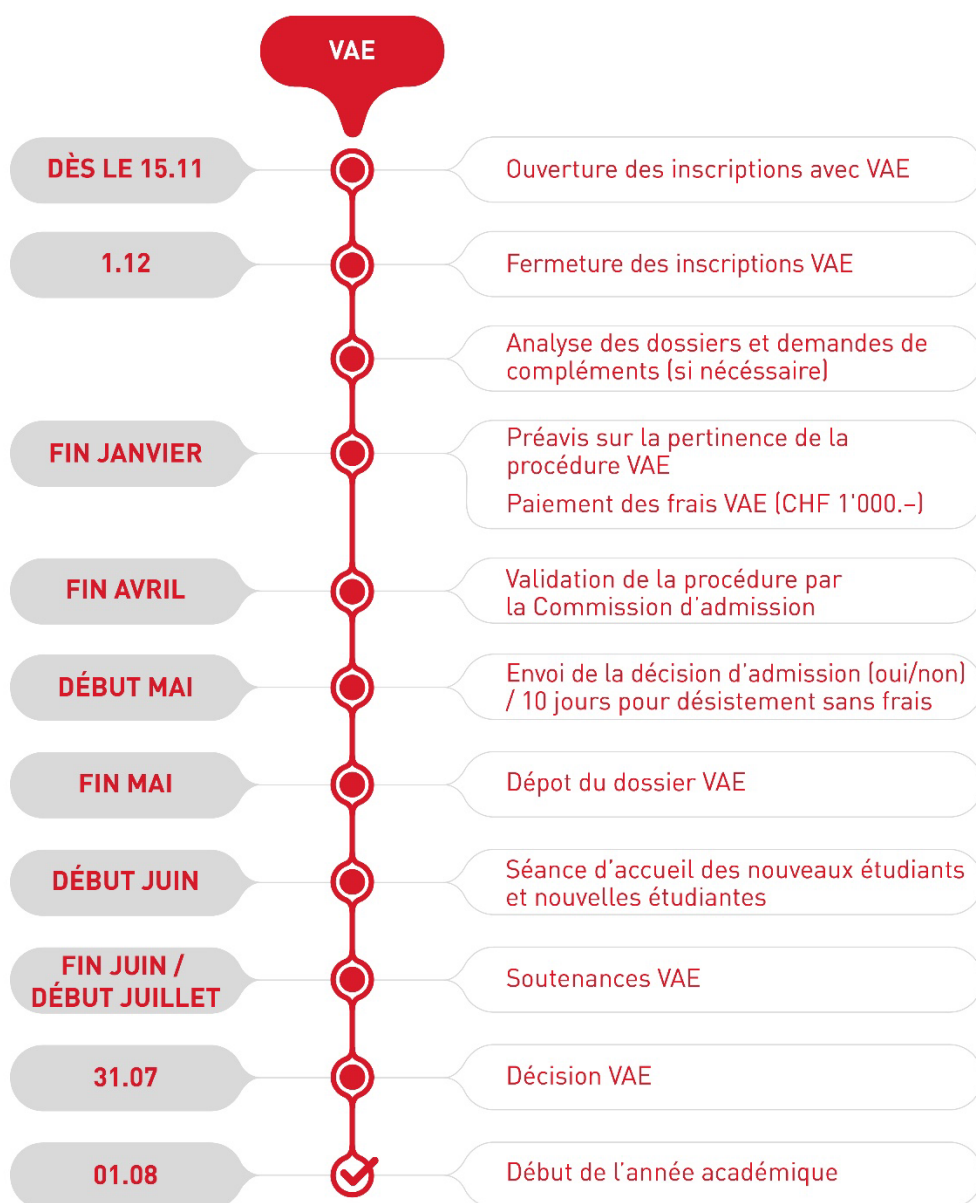 VAE
DÈS LE 15.11
Ouverture des inscriptions avec VAE
1.12
Fermeture des inscriptions VAE
Analyse des dossiers et demandes de
compléments (si nécéssaire)
FIN JANVIER
Préavis sur la pertinence de la
procédure VAE
Paiement des frais VAE (CHF 1'000.–)
FIN AVRIL
Validation de la procédure par
la Commission d'admission
DÉBUT MAI
Envoi de la décision d'admission (oui/non)
/ 10 jours pour désistement sans frais
FIN MAI
Dépot du dossier VAE
DÉBUT JUIN
Séance d'accueil des nouveaux étudiants
et nouvelles étudiantes
FIN JUIN /
DÉBUT JUILLET
Soutenances VAE
31.07
Décision VAE
01.08
Début de l'année académique